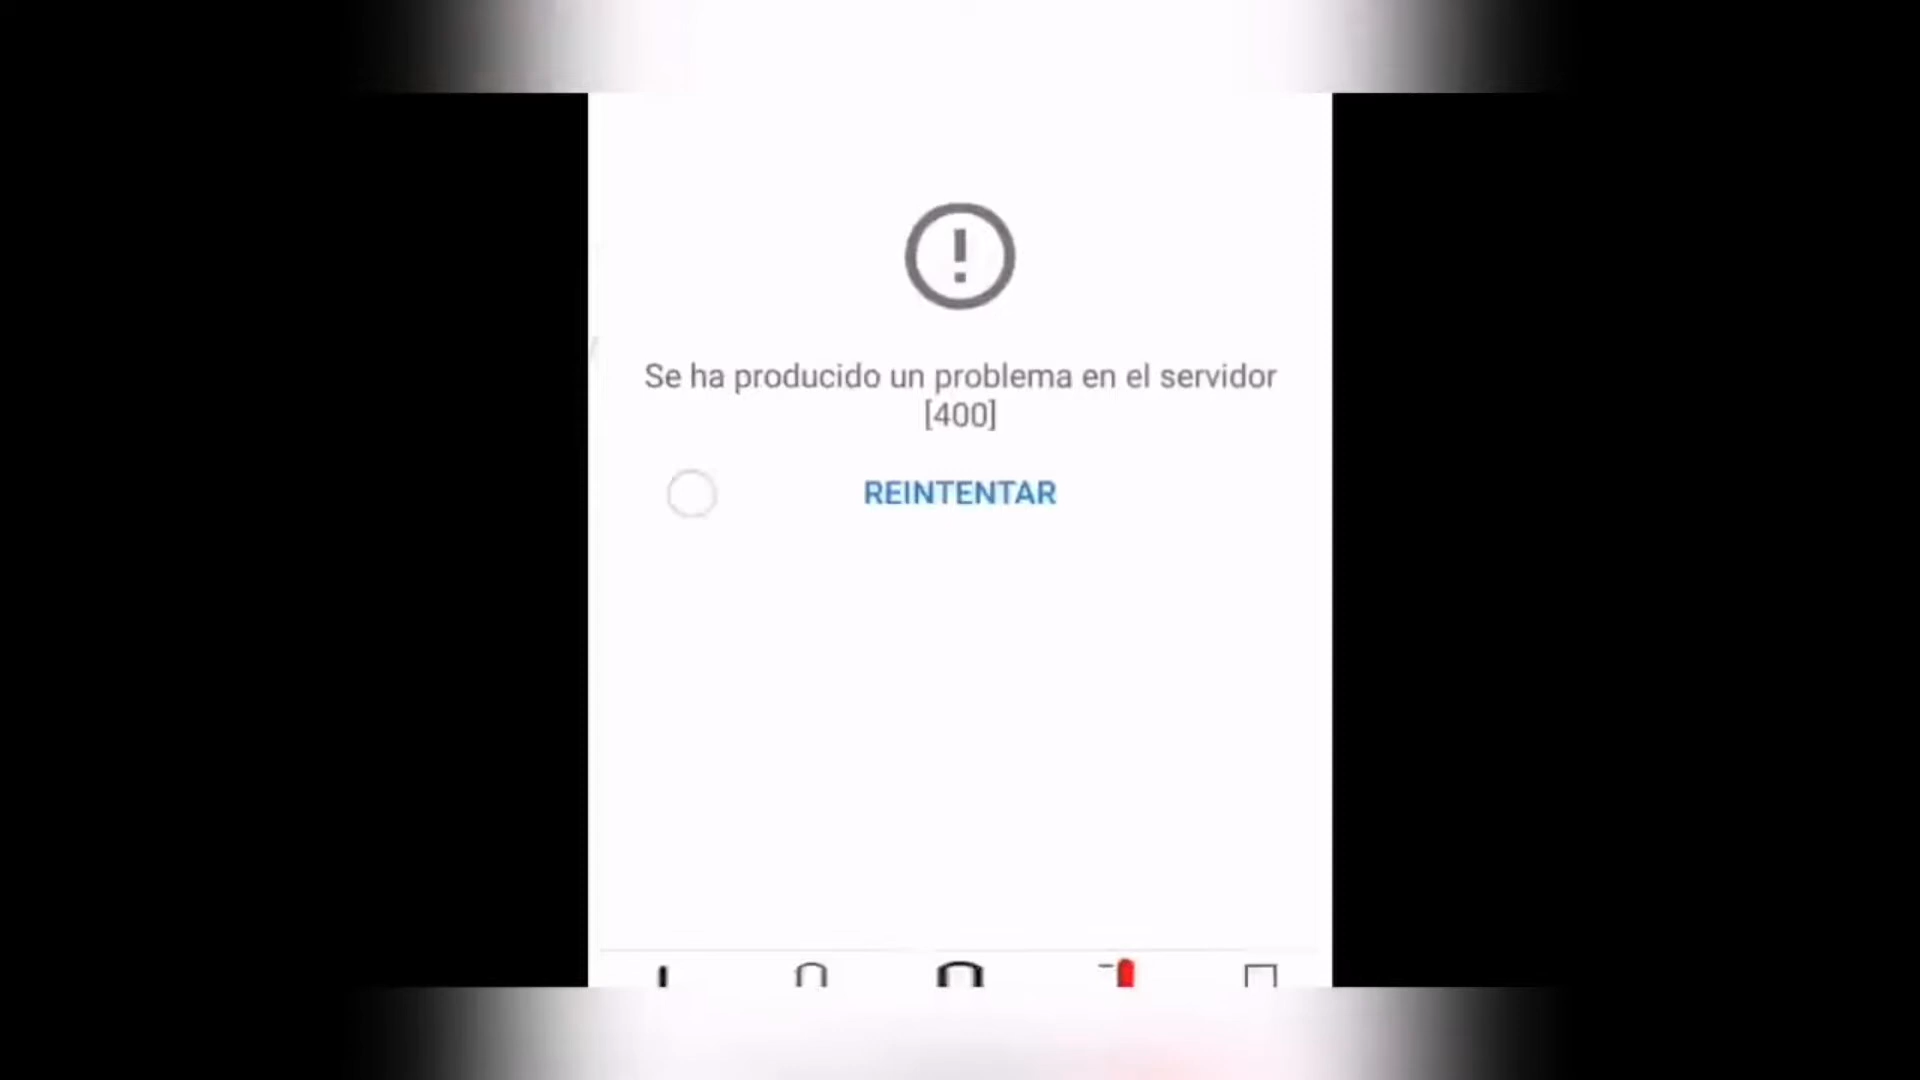 Se ha producido un problema en el servidor
[400]
REINTENTAR